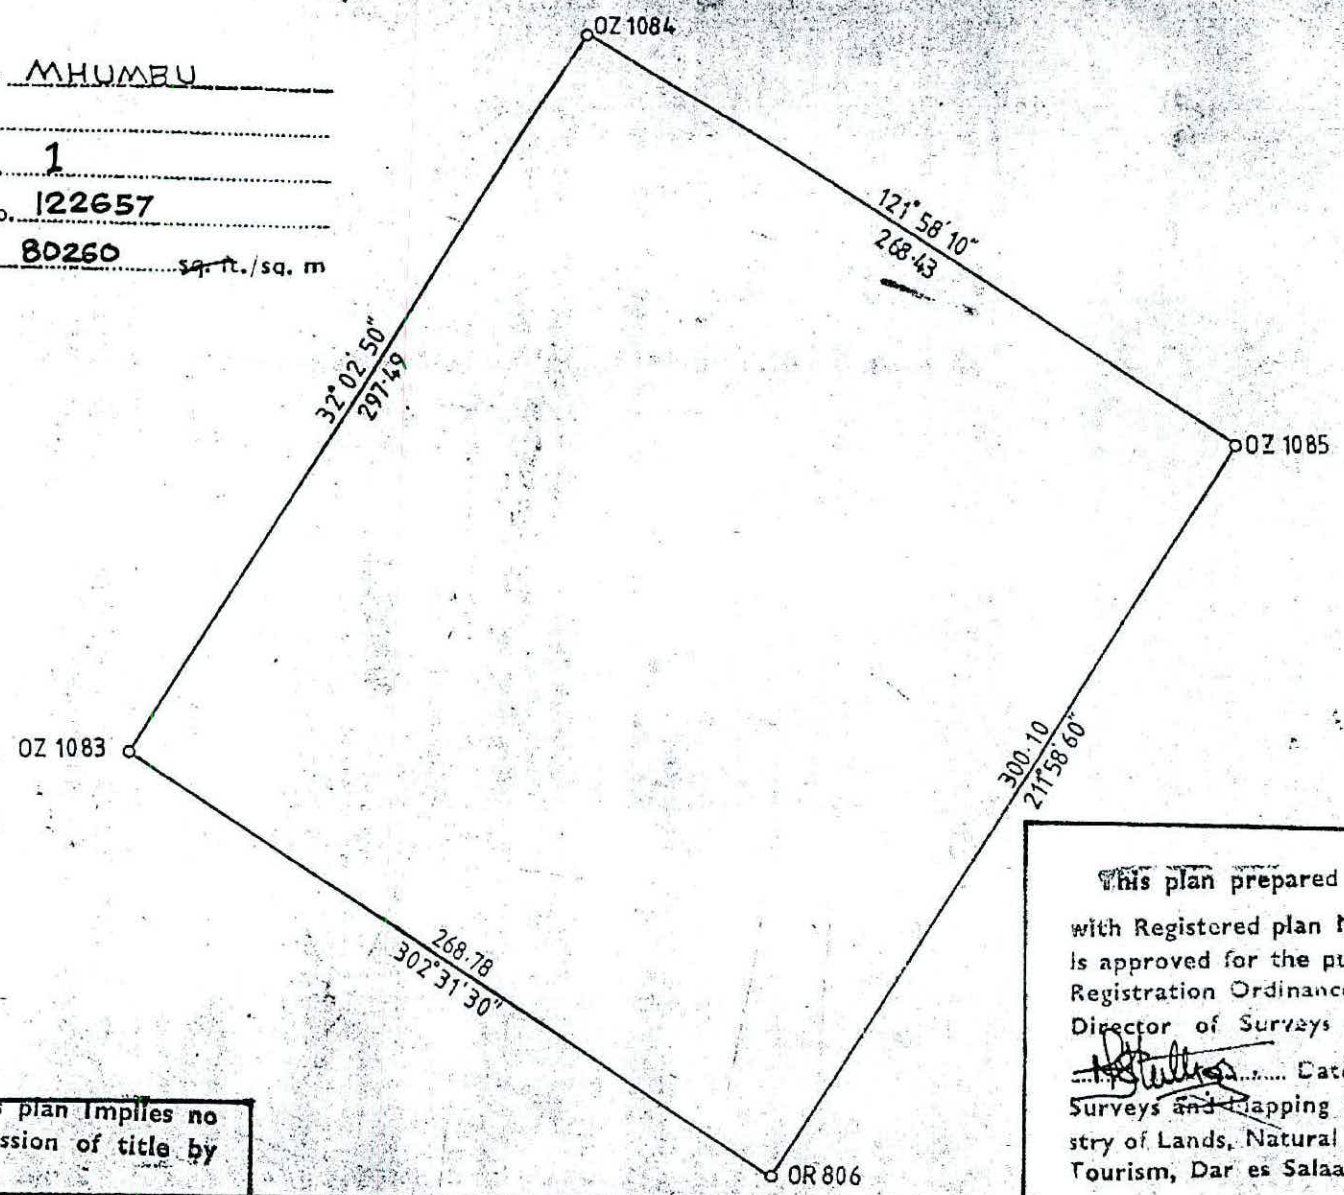 MHUMBU
1
o. 122657
80260 sq. ft./sq. m
OZ 1084
121°58'10"
268·43
OZ 1085
32°02'50"
297·49
OZ 1083
300·10
211°58'60"
268·78
302°31'30"
OR 806
This plan prepared
with Registered plan N
is approved for the pu
Registration Ordinance
Director of Surveys
Date
Surveys and Mapping
stry of Lands, Natural
Tourism, Dar es Salaa
s plan Implies no
ssion of title by